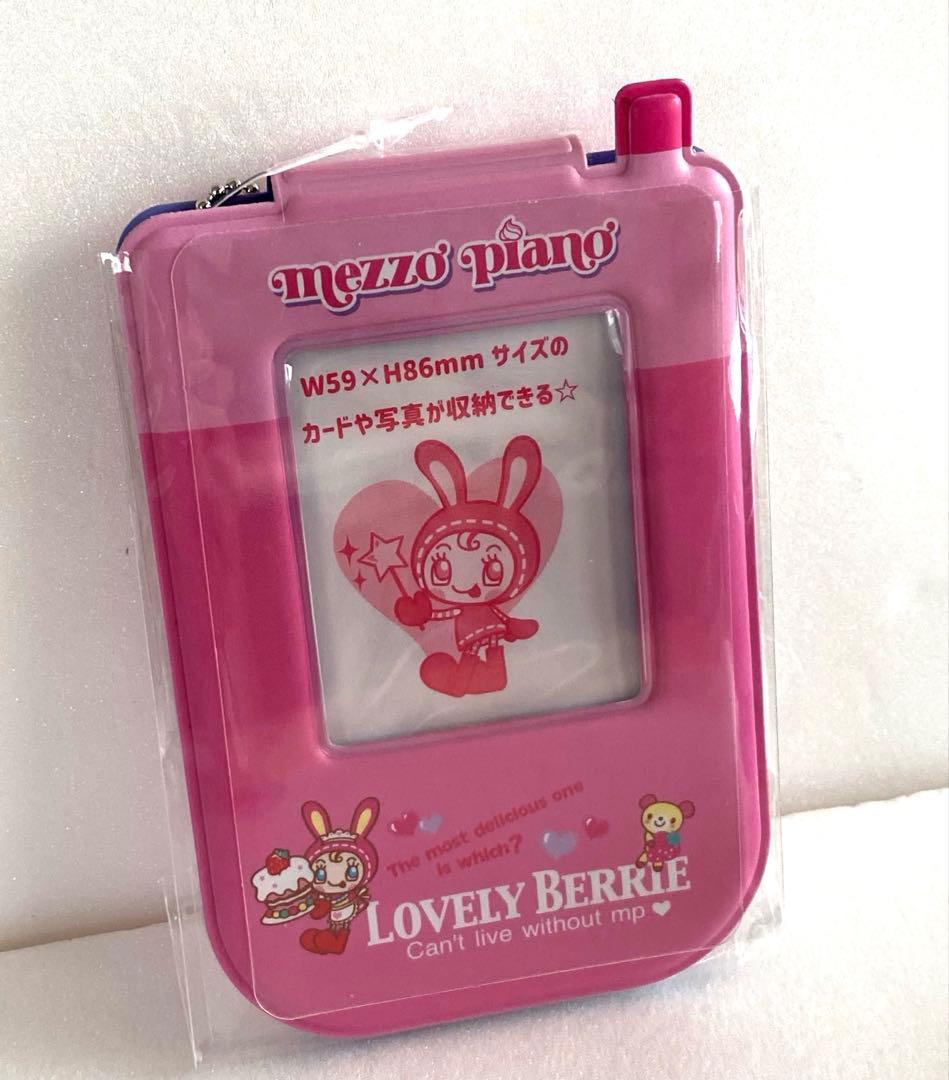 mezzo piano
W59×H86mm サイズの
カードや写真が収納できる☆
The most delicious one
is which?
LOVELY BERRIE
Can't live without mp ♥